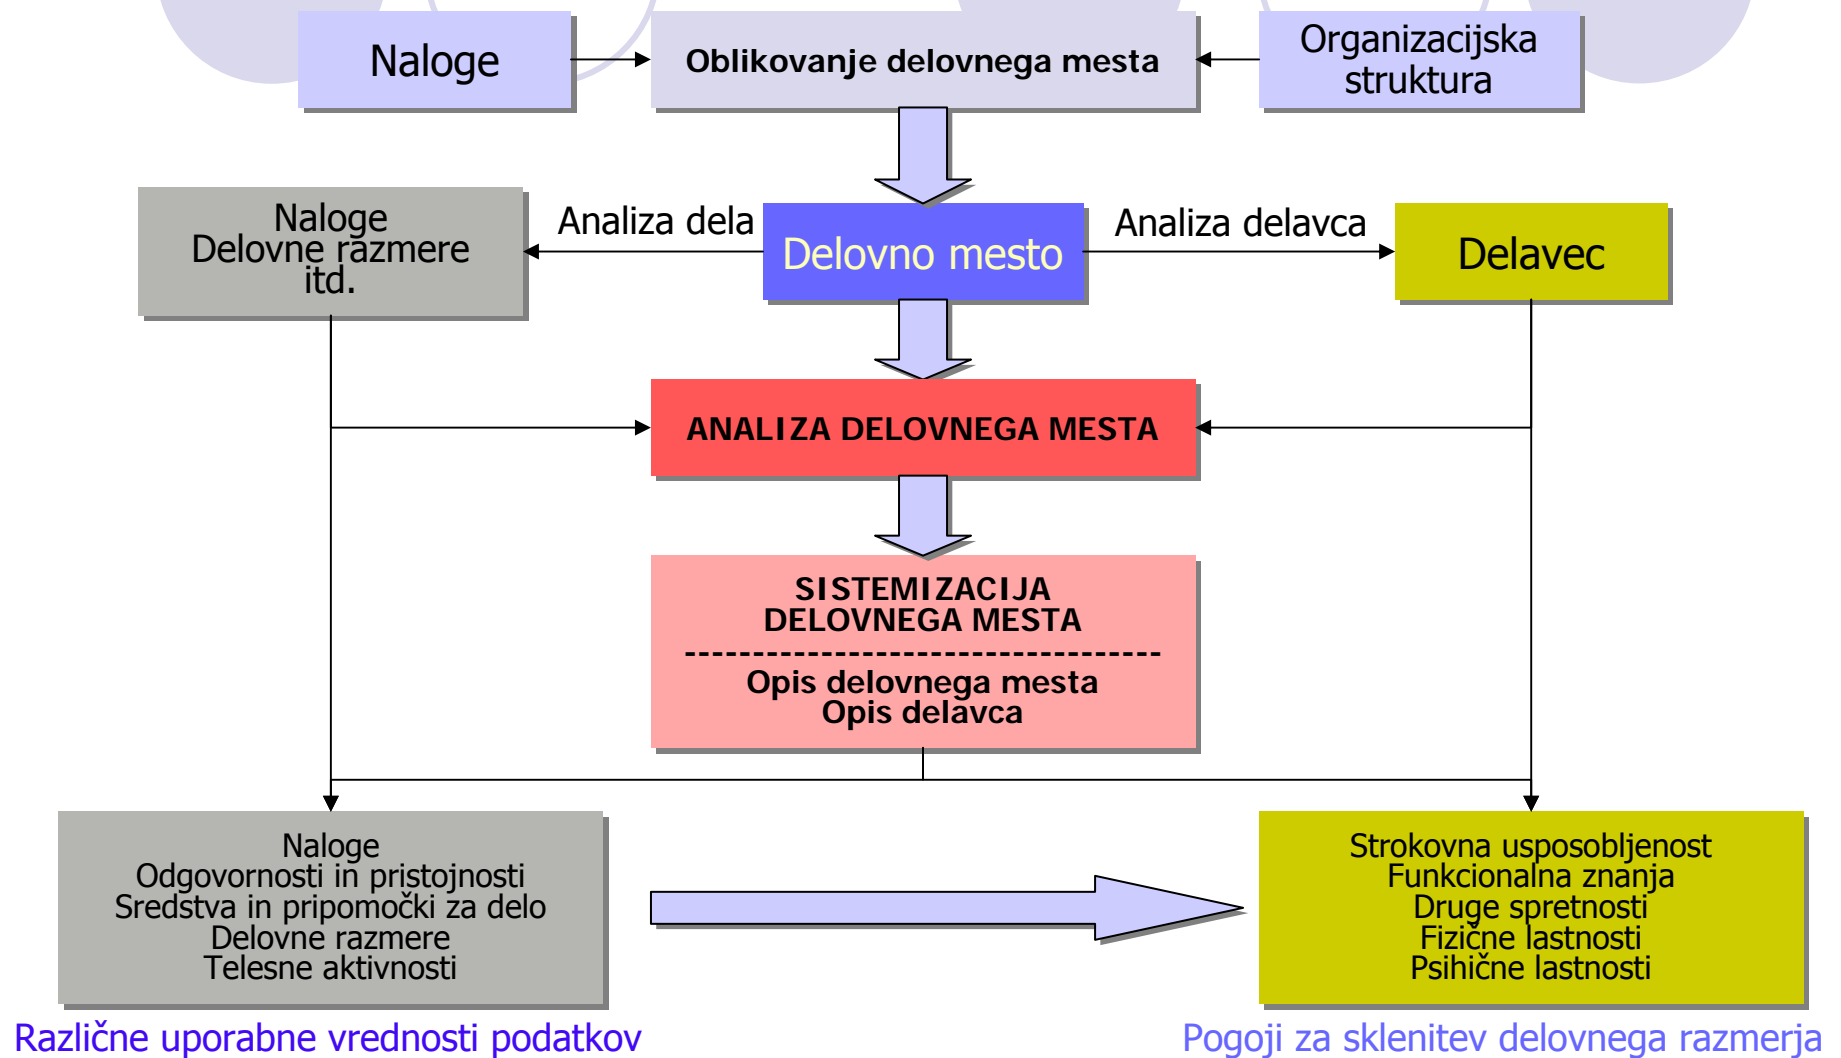 Naloge
Oblikovanje delovnega mesta
Organizacijska
struktura
Naloge
Delovne razmere
itd.
Analiza dela
Delovno mesto
Analiza delavca
Delavec
ANALIZA DELOVNEGA MESTA
SISTEMIZACIJA
DELOVNEGA MESTA
-----------------------------------
Opis delovnega mesta
Opis delavca
Naloge
Odgovornosti in pristojnosti
Sredstva in pripomočki za delo
Delovne razmere
Telesne aktivnosti
Strokovna usposobljenost
Funkcionalna znanja
Druge spretnosti
Fizične lastnosti
Psihične lastnosti
Različne uporabne vrednosti podatkov
Pogoji za sklenitev delovnega razmerja